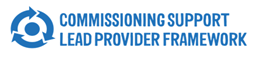 COMMISSIONING SUPPORT
LEAD PROVIDER FRAMEWORK